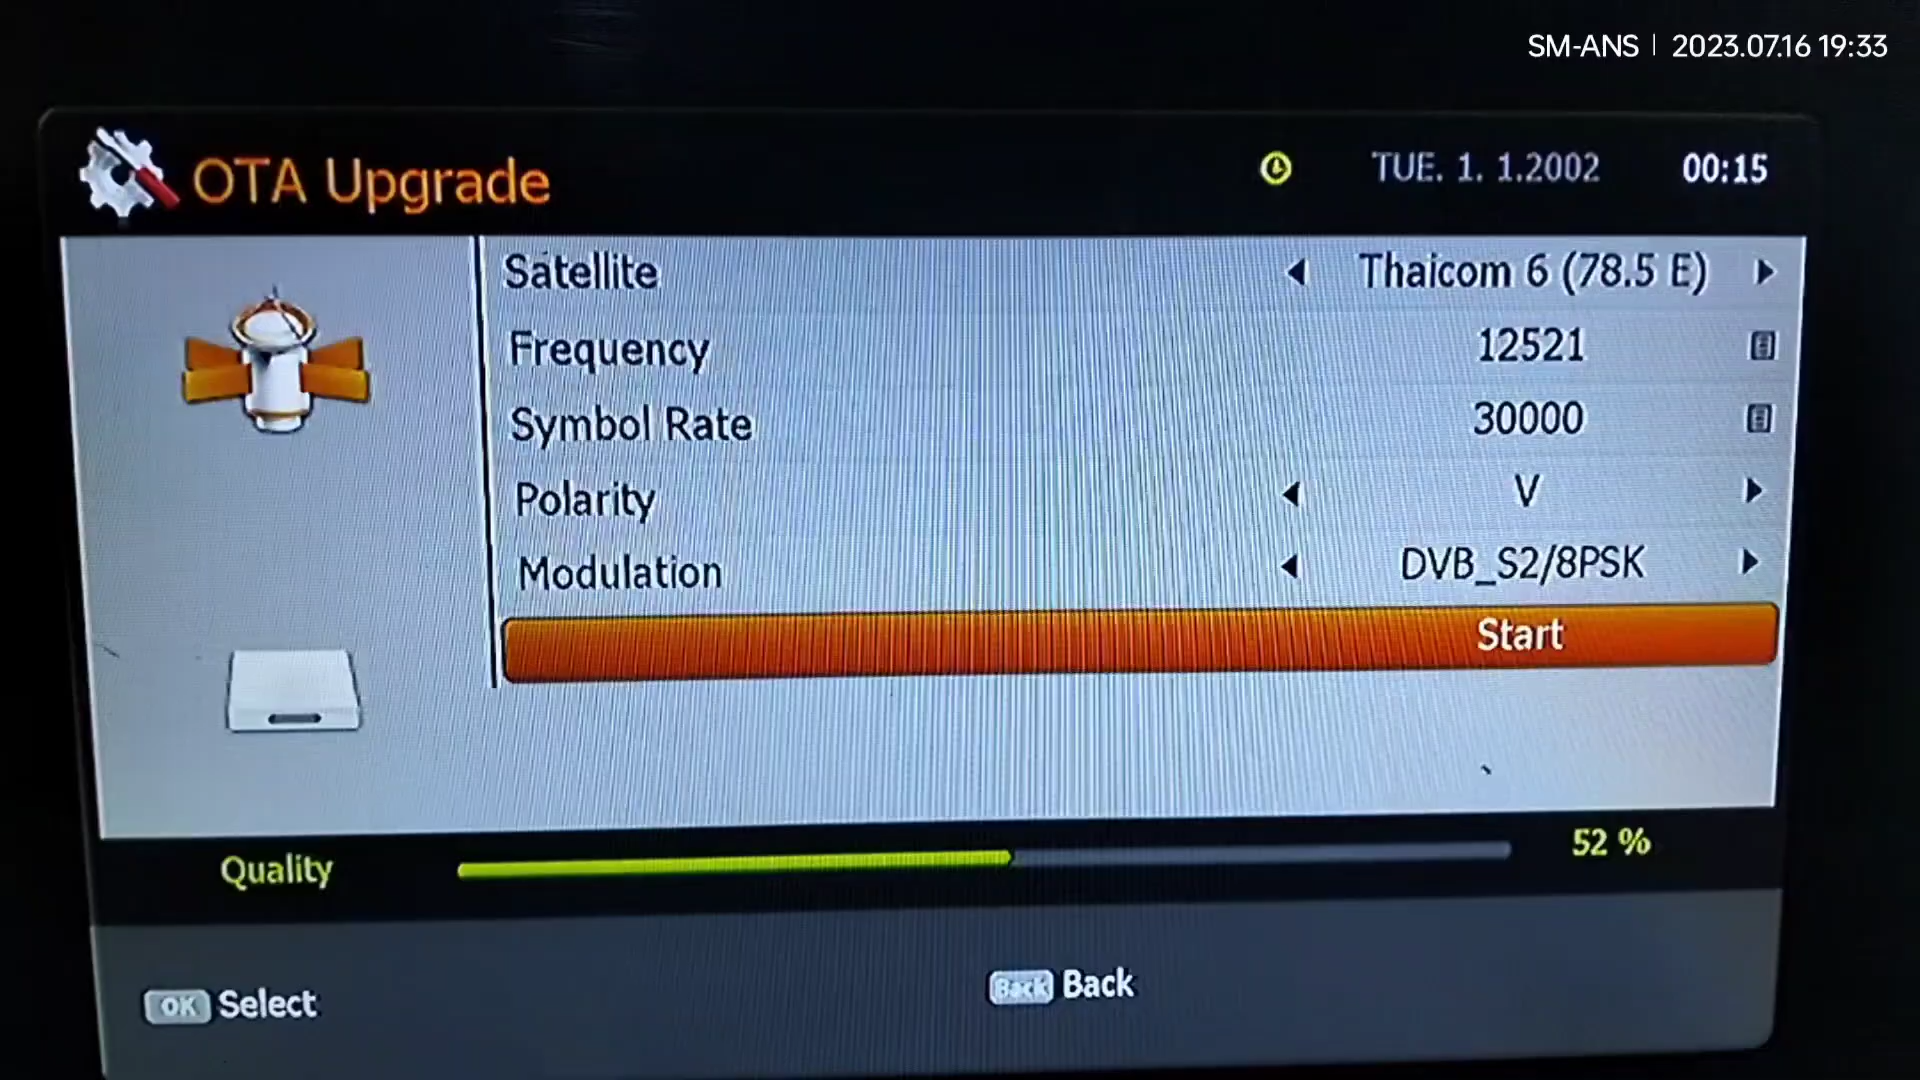 SM-ANS | 2023.07.16 19:33
OTA Upgrade
TUE. 1. 1.2002 00:15
Satellite Thaicom 6 (78.5 E)
Frequency 12521
Symbol Rate 30000
Polarity V
Modulation DVB_S2/8PSK
Start
Quality 52 %
OK Select
Back Back